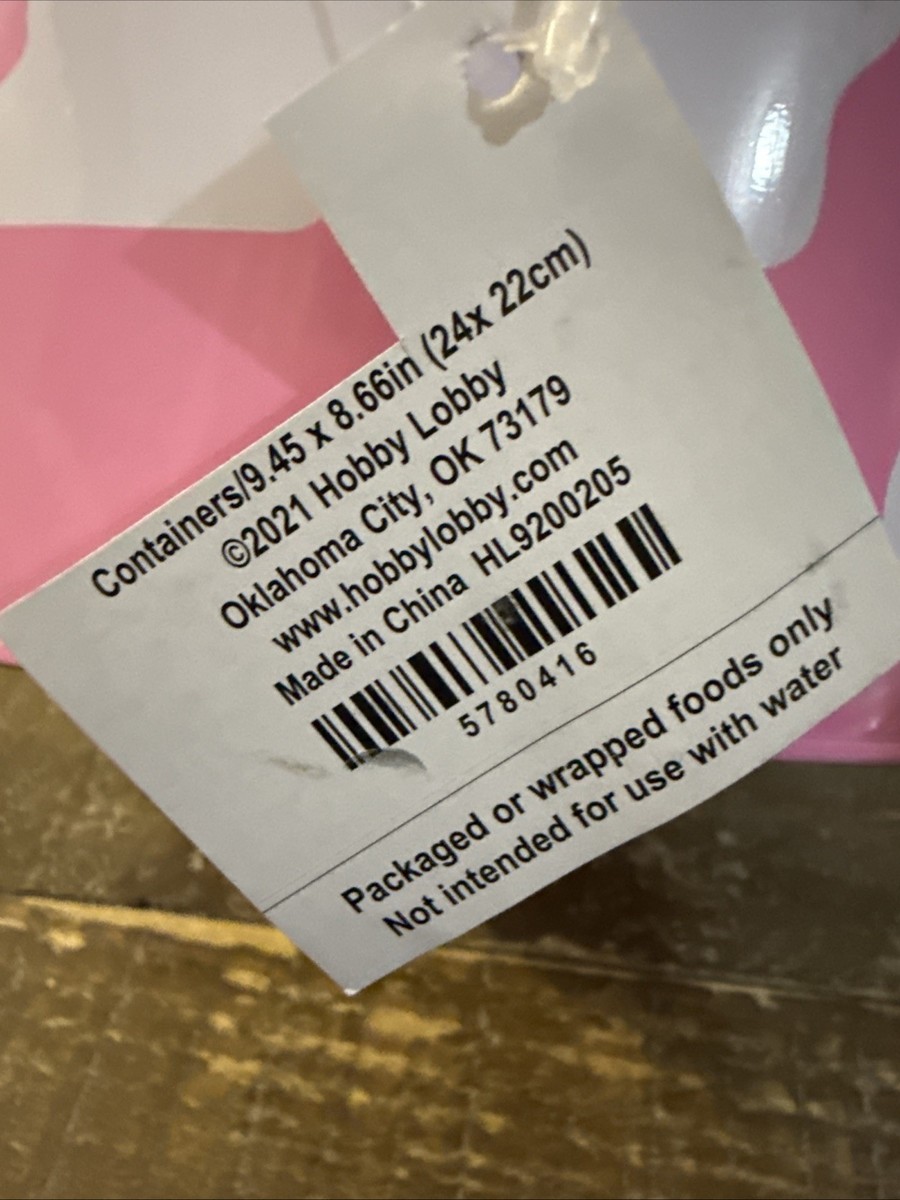 Containers/9.45 x 8.66in (24x 22cm)
©2021 Hobby Lobby
Oklahoma City, OK 73179
www.hobbylobby.com
Made in China HL9200205
5780416
Packaged or wrapped foods only
Not intended for use with water